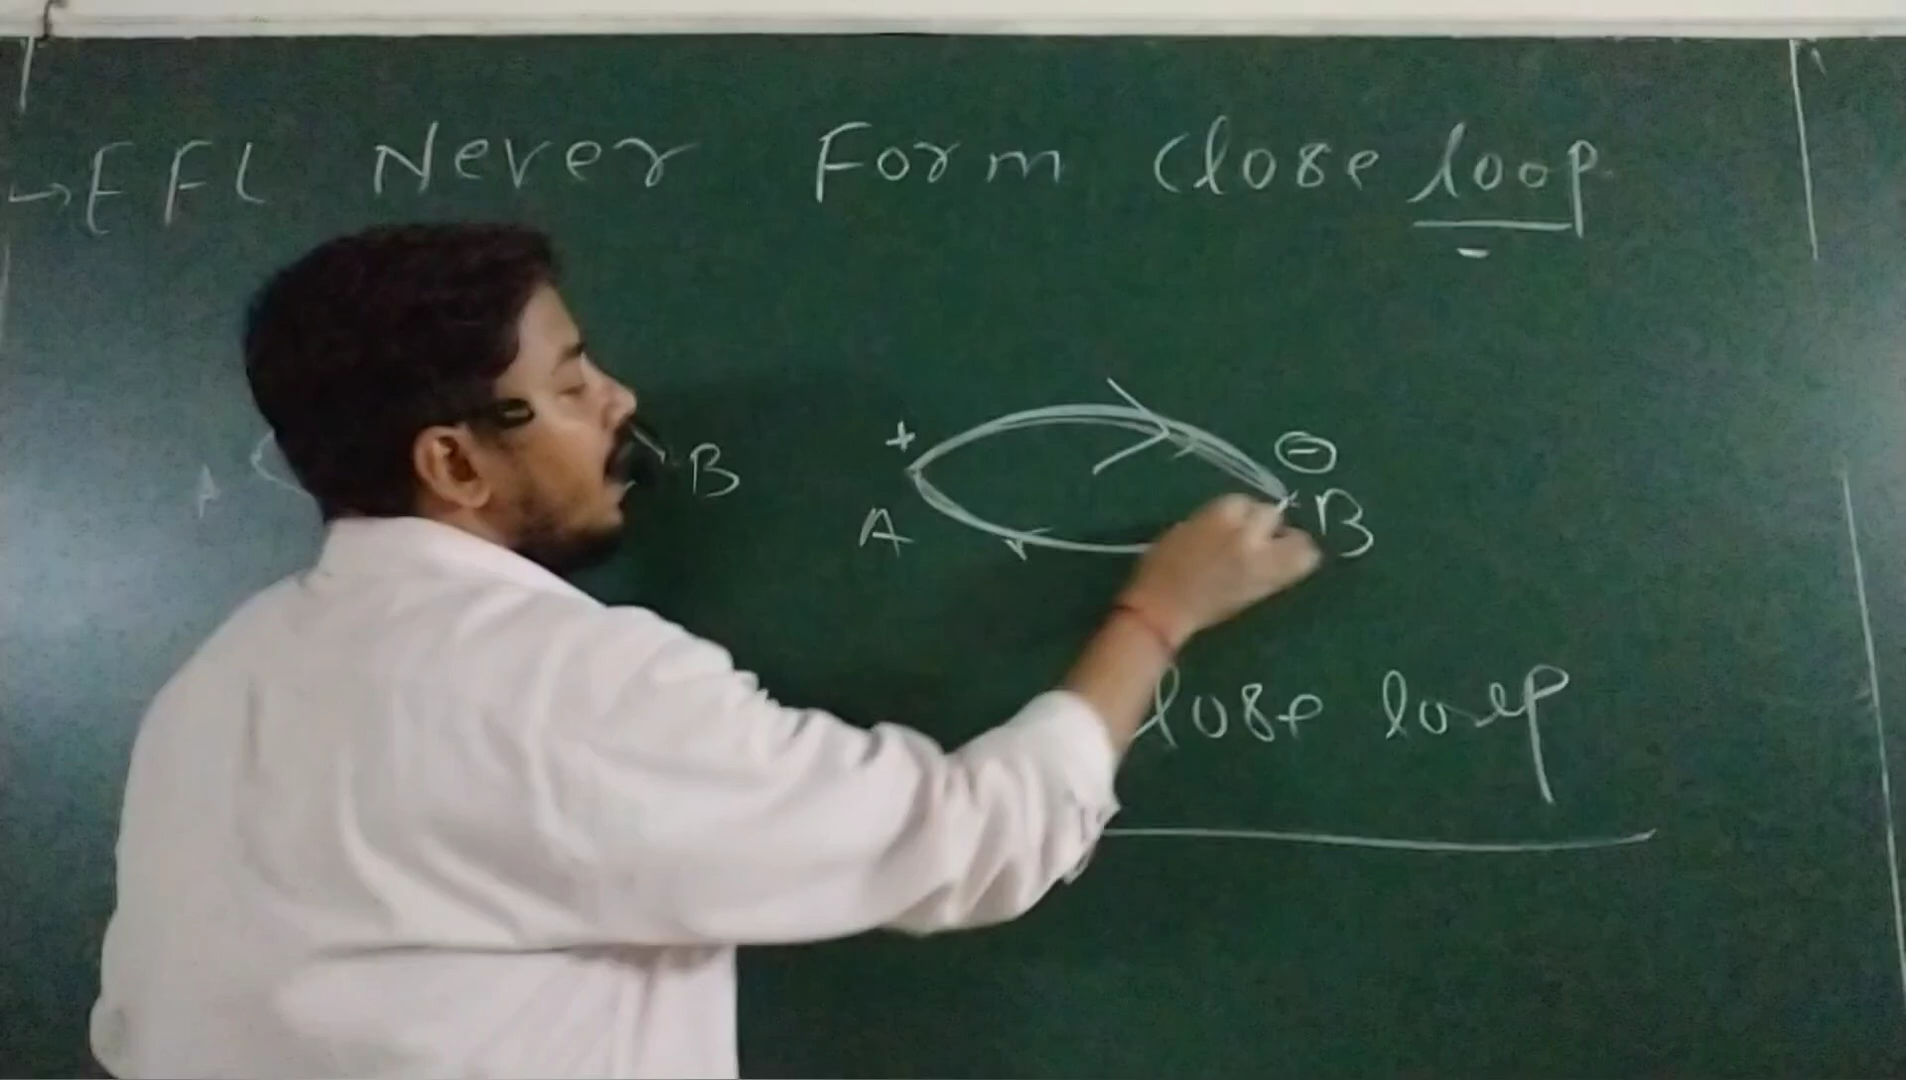 → EFL Never Form close loop
A B
+ ⊖
A B
lose loop